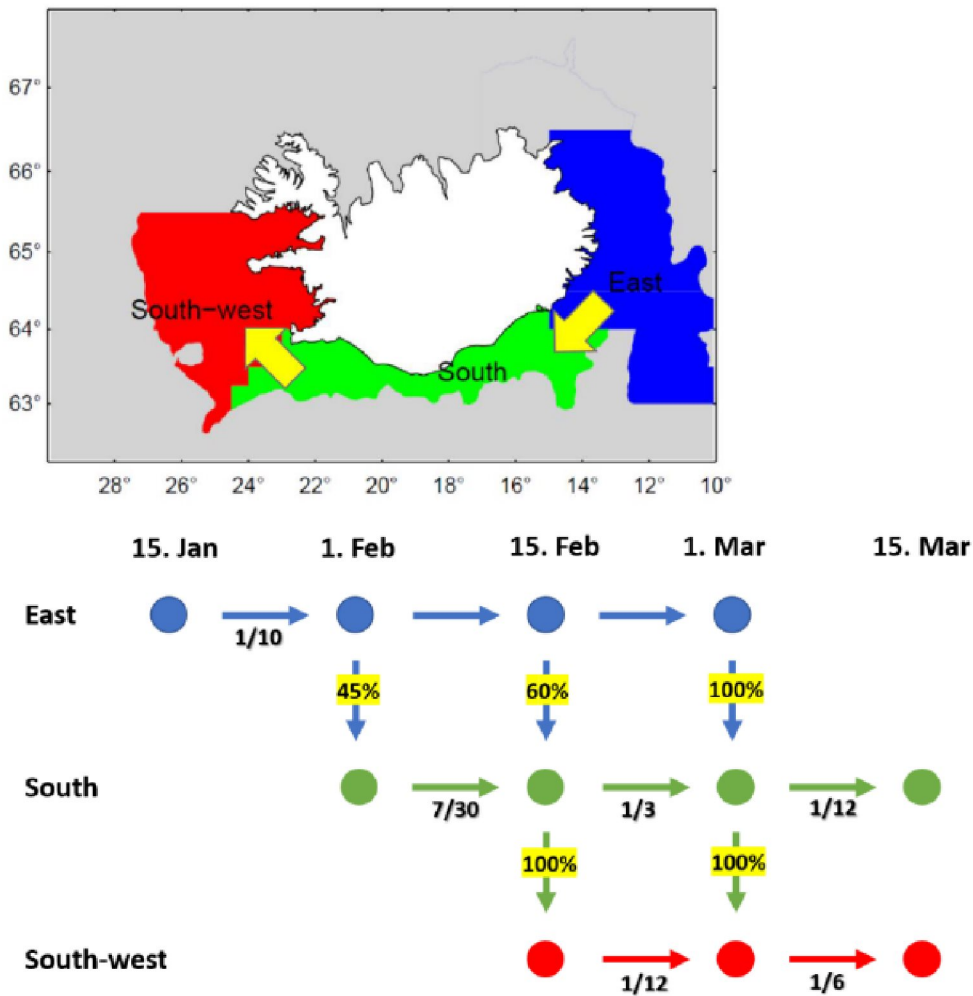 67°
66°
65°
64°
63°
East
South-west
South
28° 26° 24° 22° 20° 18° 16° 14° 12° 10°
15. Jan 1. Feb 15. Feb 1. Mar 15. Mar
East
1/10
45% 60% 100%
South
7/30 1/3 1/12
100% 100%
South-west
1/12 1/6